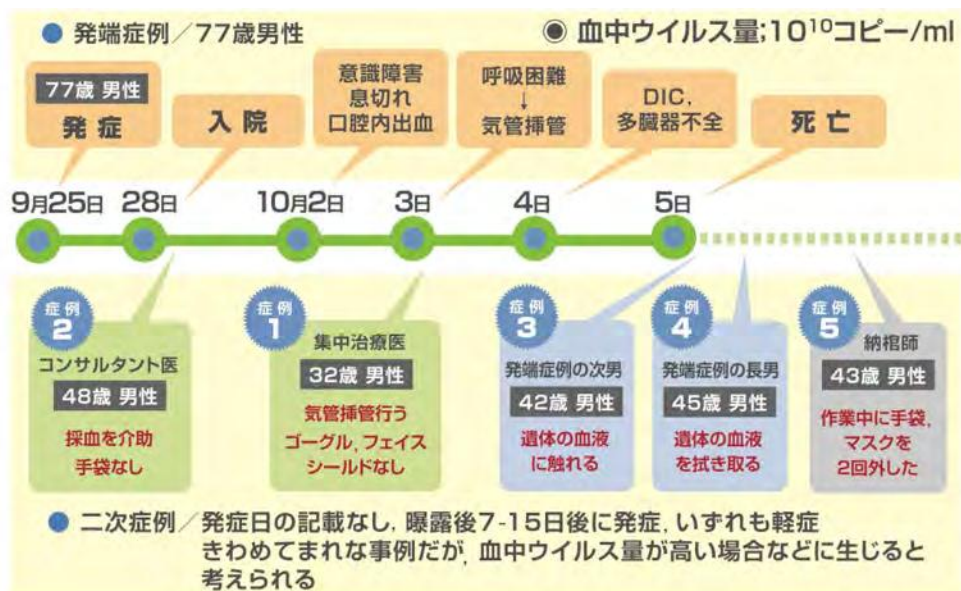 ● 発端症例／77歳男性
◉ 血中ウイルス量;10¹⁰コピー/ml
77歳 男性
発症
入院
意識障害
息切れ
口腔内出血
呼吸困難
↓
気管挿管
DIC,
多臓器不全
死亡
9月25日
28日
10月2日
3日
4日
5日
症例
2
コンサルタント医
48歳 男性
採血を介助
手袋なし
症例
1
集中治療医
32歳 男性
気管挿管行う
ゴーグル, フェイス
シールドなし
症例
3
発端症例の次男
42歳 男性
遺体の血液
に触れる
症例
4
発端症例の長男
45歳 男性
遺体の血液
を拭き取る
症例
5
納棺師
43歳 男性
作業中に手袋,
マスクを
2回外した
● 二次症例／発症日の記載なし, 曝露後7-15日後に発症, いずれも軽症
きわめてまれな事例だが, 血中ウイルス量が高い場合などに生じると
考えられる